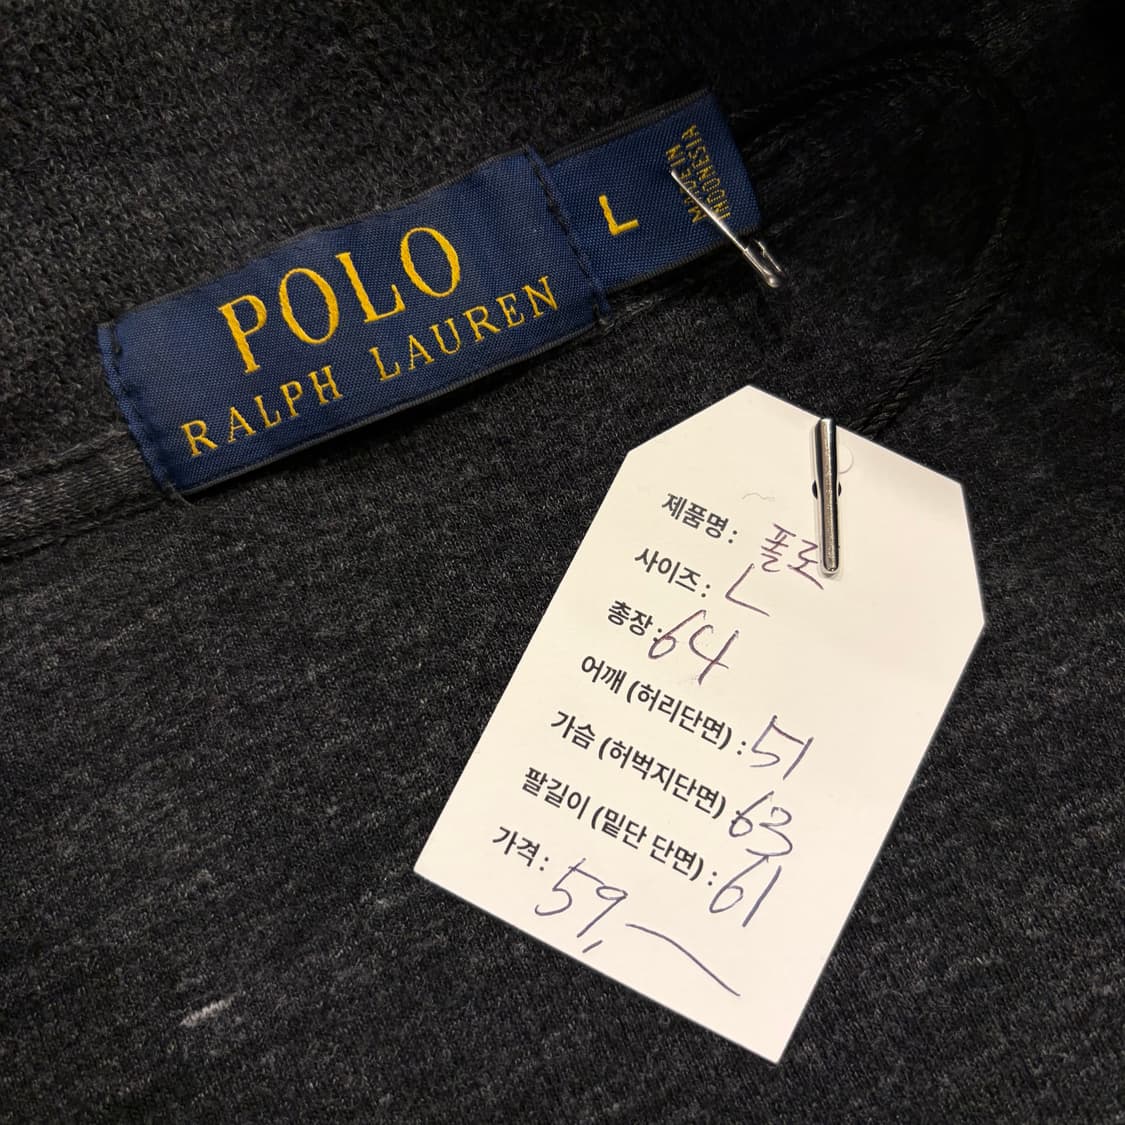 POLO
RALPH LAUREN
L
MADE IN
INDONESIA
제품명: 폴로
사이즈: L
총장: 64
어깨 (허리단면) : 51
가슴 (허벅지단면) 63
팔길이 (밑단 단면) : 61
가격: 59,—